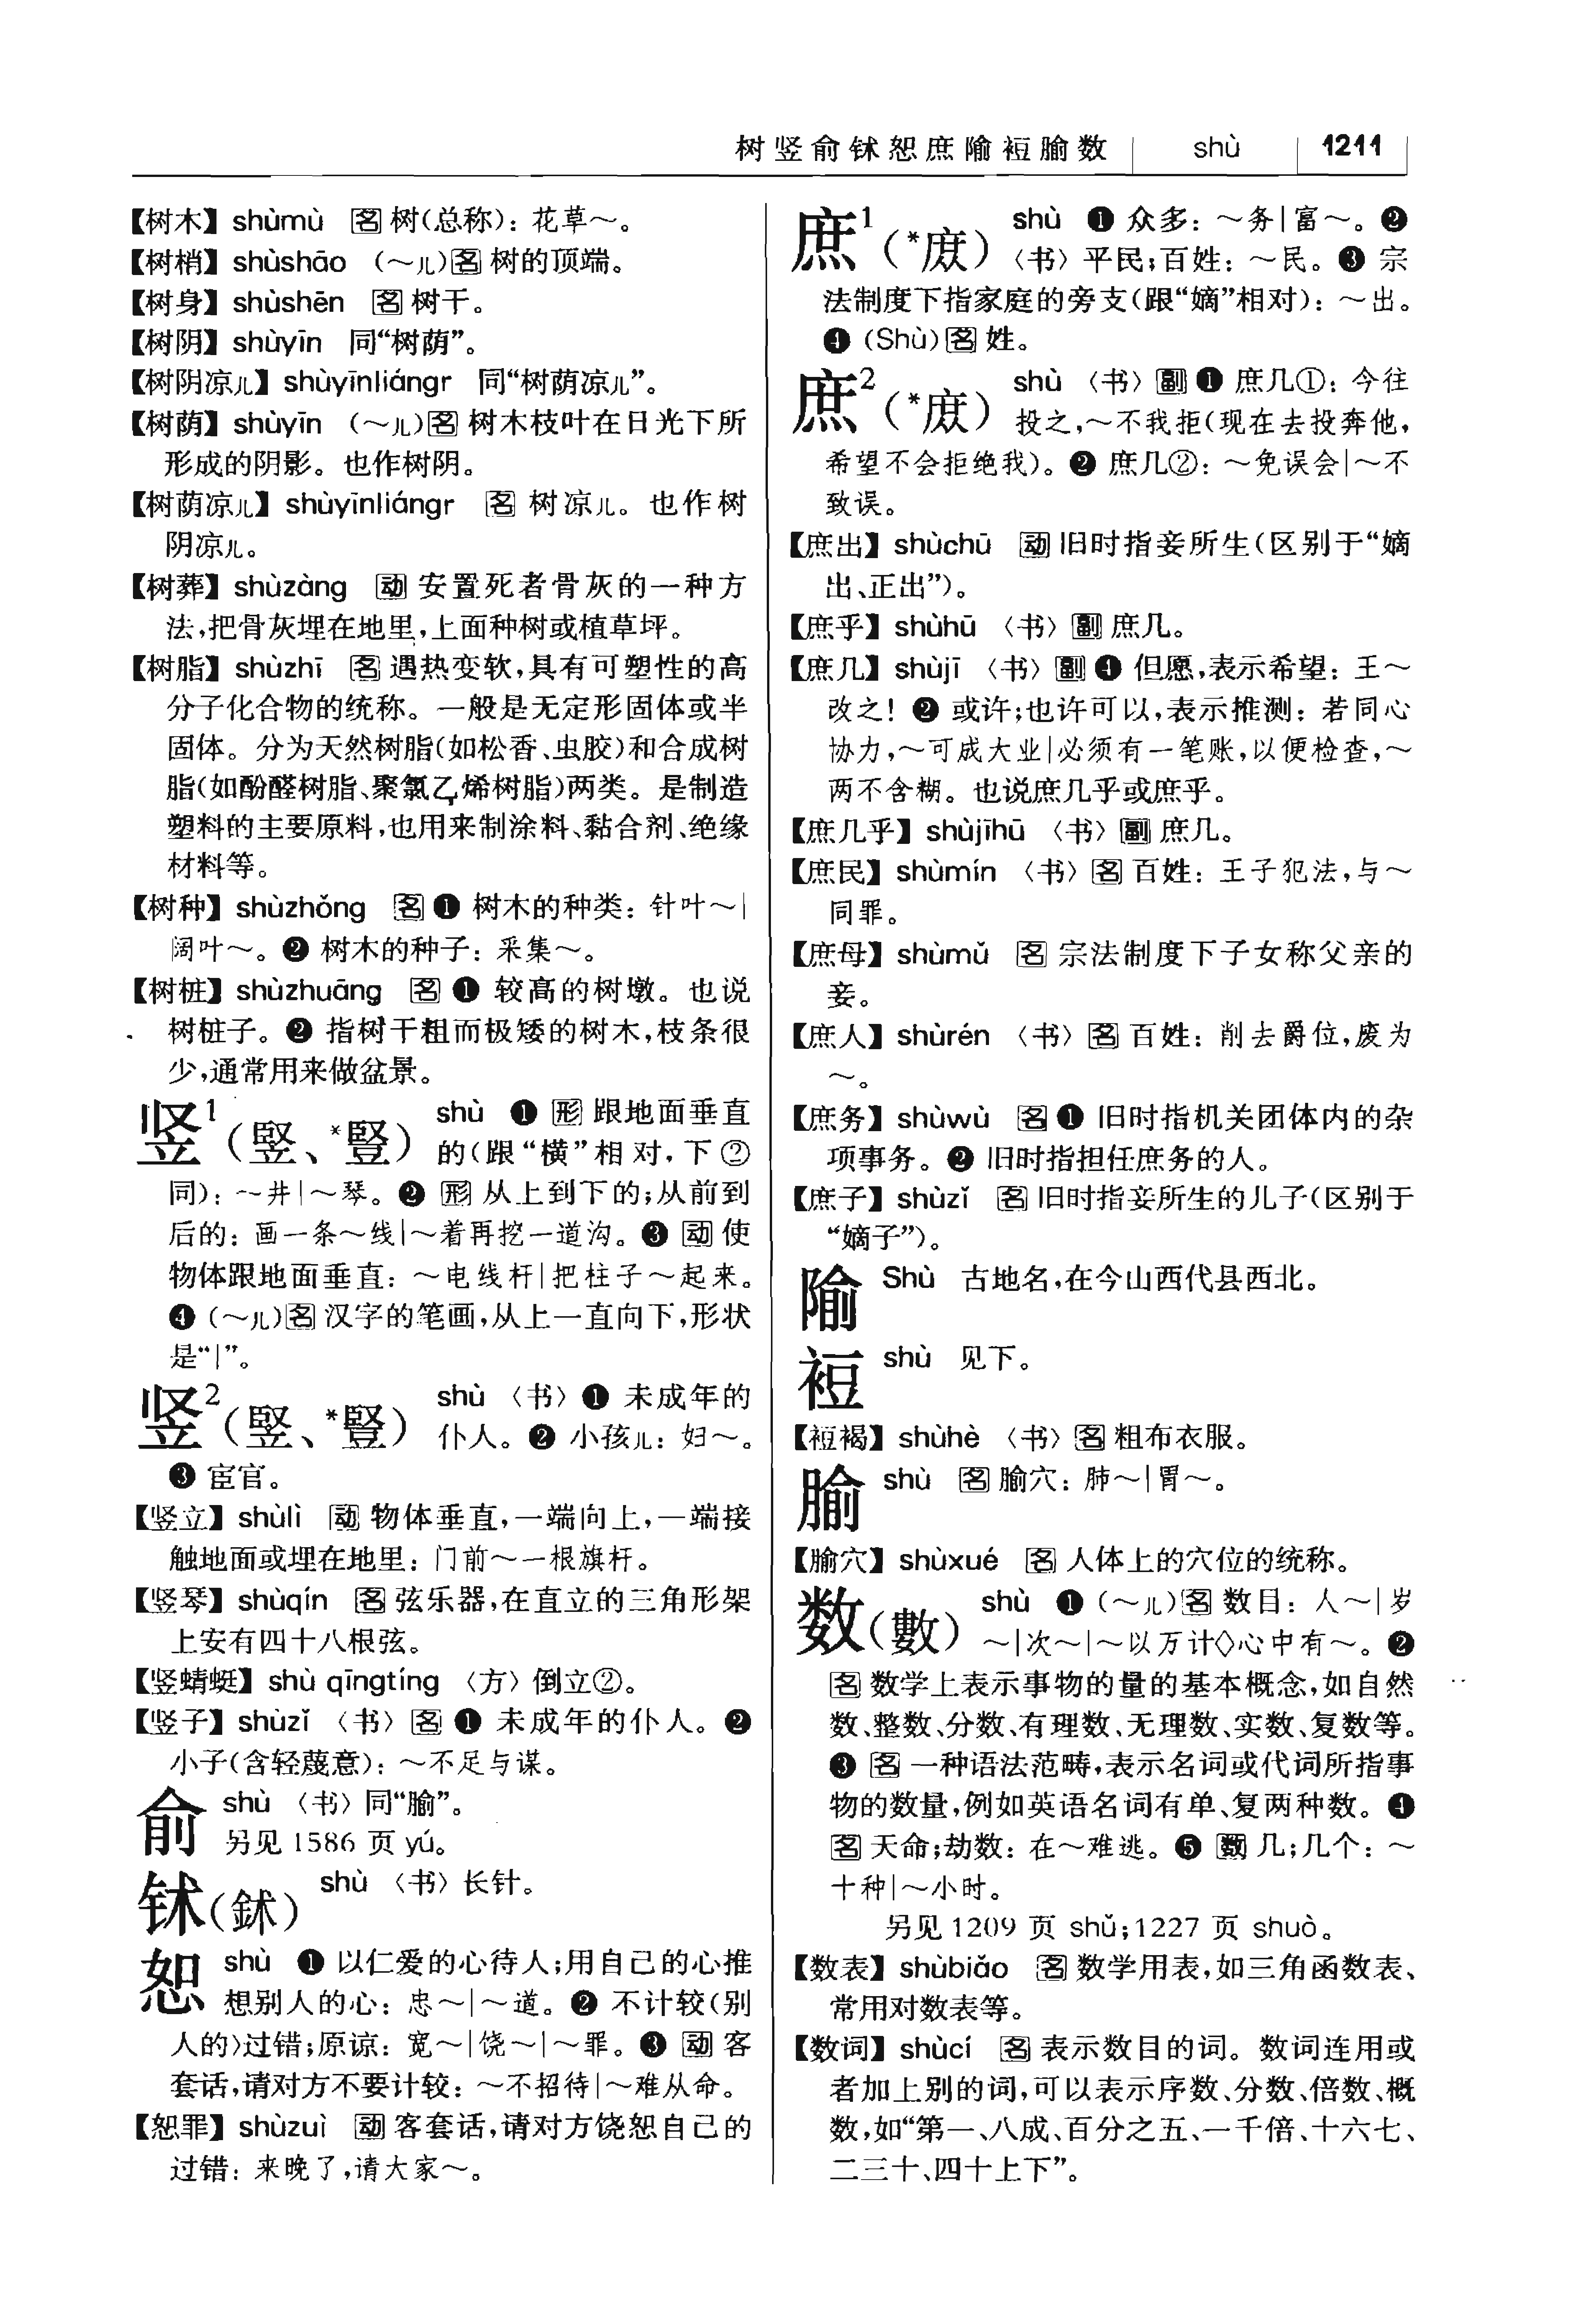 树竖俞𬬸恕庶隃裋腧数 shù 1211
【树木】shùmù 名 树(总称)：花草～。
【树梢】shùshāo (～儿)名 树的顶端。
【树身】shùshēn 名 树干。
【树阴】shùyīn 同“树荫”。
【树阴凉儿】shùyīnliángr 同“树荫凉儿”。
【树荫】shùyīn (～儿)名 树木枝叶在日光下所
形成的阴影。也作树阴。
【树荫凉儿】shùyīnliángr 名 树凉儿。也作树
阴凉儿。
【树葬】shùzàng 动 安置死者骨灰的一种方
法,把骨灰埋在地里,上面种树或植草坪。
【树脂】shùzhī 名 遇热变软,具有可塑性的高
分子化合物的统称。一般是无定形固体或半
固体。分为天然树脂(如松香、虫胶)和合成树
脂(如酚醛树脂、聚氯乙烯树脂)两类。是制造
塑料的主要原料,也用来制涂料、黏合剂、绝缘
材料等。
【树种】shùzhǒng 名 ❶ 树木的种类：针叶～|
阔叶～。❷ 树木的种子：采集～。
【树桩】shùzhuāng 名 ❶ 较高的树墩。也说
树桩子。❷ 指树干粗而极矮的树木,枝条很
少,通常用来做盆景。
竖¹(竪、*豎) shù ❶ 形 跟地面垂直
的(跟“横”相对,下②
同)：～井|～琴。❷ 形 从上到下的;从前到
后的：画一条～线|～着再挖一道沟。❸ 动 使
物体跟地面垂直：～电线杆|把柱子～起来。
❹ (～儿)名 汉字的笔画,从上一直向下,形状
是“丨”。
竖²(竪、*豎) shù 〈书〉❶ 未成年的
仆人。❷ 小孩儿：妇～。
❸ 宦官。
【竖立】shùlì 动 物体垂直,一端向上,一端接
触地面或埋在地里：门前～一根旗杆。
【竖琴】shùqín 名 弦乐器,在直立的三角形架
上安有四十八根弦。
【竖蜻蜓】shù qīngtíng 〈方〉倒立②。
【竖子】shùzǐ 〈书〉名 ❶ 未成年的仆人。❷
小子(含轻蔑意)：～不足与谋。
俞 shù 〈书〉同“腧”。
另见 1586 页 yú。
𬬸(鉥) shù 〈书〉长针。
恕 shù ❶ 以仁爱的心待人;用自己的心推
想别人的心：忠～|～道。❷ 不计较(别
人的)过错;原谅：宽～|饶～|～罪。❸ 动 客
套话,请对方不要计较：～不招待|～难从命。
【恕罪】shùzuì 动 客套话,请对方饶恕自己的
过错：来晚了,请大家～。
庶¹(*庻) shù ❶ 众多：～务|富～。❷
〈书〉平民;百姓：～民。❸ 宗
法制度下指家庭的旁支(跟“嫡”相对)：～出。
❹ (Shù)名 姓。
庶²(*庻) shù 〈书〉副 ❶ 庶几①：今往
投之,～不我拒(现在去投奔他,
希望不会拒绝我)。❷ 庶几②：～免误会|～不
致误。
【庶出】shùchū 动 旧时指妾所生(区别于“嫡
出、正出”)。
【庶乎】shùhū 〈书〉副 庶几。
【庶几】shùjī 〈书〉副 ❶ 但愿,表示希望：王～
改之! ❷ 或许;也许可以,表示推测：若同心
协力,～可成大业|必须有一笔账,以便检查,～
两不含糊。也说庶几乎或庶乎。
【庶几乎】shùjīhū 〈书〉副 庶几。
【庶民】shùmín 〈书〉名 百姓：王子犯法,与～
同罪。
【庶母】shùmǔ 名 宗法制度下子女称父亲的
妾。
【庶人】shùrén 〈书〉名 百姓：削去爵位,废为
～。
【庶务】shùwù 名 ❶ 旧时指机关团体内的杂
项事务。❷ 旧时指担任庶务的人。
【庶子】shùzǐ 名 旧时指妾所生的儿子(区别于
“嫡子”)。
隃 Shù 古地名,在今山西代县西北。
裋 shù 见下。
【裋褐】shùhè 〈书〉名 粗布衣服。
腧 shù 名 腧穴：肺～|胃～。
【腧穴】shùxué 名 人体上的穴位的统称。
数(數) shù ❶ (～儿)名 数目：人～|岁
～|次～|～以万计◇心中有～。❷
名 数学上表示事物的量的基本概念,如自然
数、整数、分数、有理数、无理数、实数、复数等。
❸ 名 一种语法范畴,表示名词或代词所指事
物的数量,例如英语名词有单、复两种数。❹
名 天命;劫数：在～难逃。❺ 数 几;几个：～
十种|～小时。
另见 1209 页 shǔ;1227 页 shuò。
【数表】shùbiǎo 名 数学用表,如三角函数表、
常用对数表等。
【数词】shùcí 名 表示数目的词。数词连用或
者加上别的词,可以表示序数、分数、倍数、概
数,如“第一、八成、百分之五、一千倍、十六七、
二三十、四十上下”。